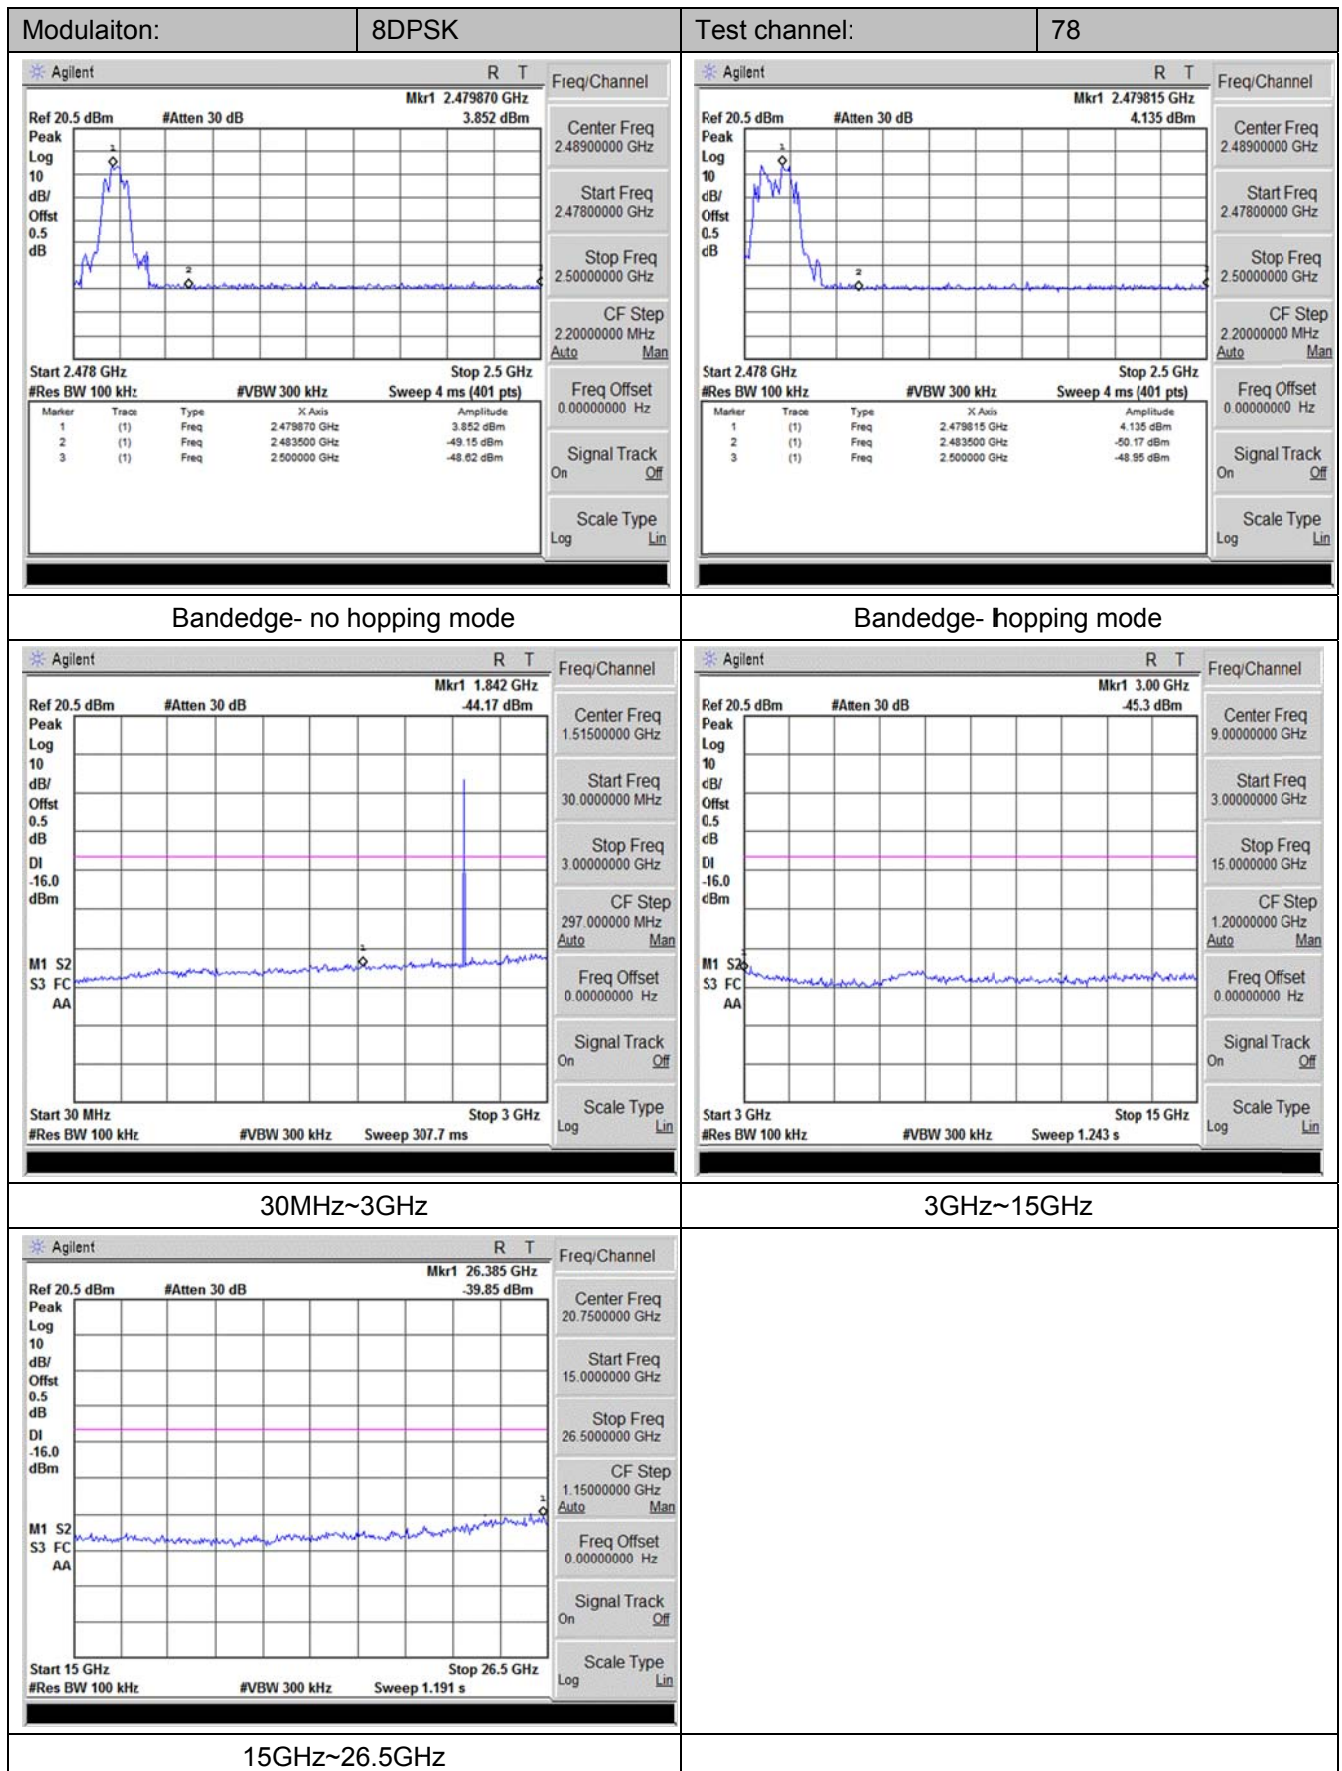 Modulaiton: 8DPSK Test channel: 78
Agilent R T Freq/Channel
Mkr1 2.479870 GHz
Ref 20.5 dBm #Atten 30 dB 3.852 dBm
Peak
Log
10
dB/
Offst
0.5
dB
1
2
Center Freq
2.48900000 GHz
Start Freq
2.47800000 GHz
Stop Freq
2.50000000 GHz
CF Step
2.20000000 MHz
Auto Man
Freq Offset
0.00000000 Hz
Signal Track
On Off
Scale Type
Log Lin
Start 2.478 GHz Stop 2.5 GHz
#Res BW 100 kHz #VBW 300 kHz Sweep 4 ms (401 pts)
Marker Trace Type X Axis Amplitude
1 (1) Freq 2.479870 GHz 3.852 dBm
2 (1) Freq 2.483500 GHz -49.15 dBm
3 (1) Freq 2.500000 GHz -48.62 dBm
Agilent R T Freq/Channel
Mkr1 2.479815 GHz
Ref 20.5 dBm #Atten 30 dB 4.135 dBm
Peak
Log
10
dB/
Offst
0.5
dB
1
2
Center Freq
2.48900000 GHz
Start Freq
2.47800000 GHz
Stop Freq
2.50000000 GHz
CF Step
2.20000000 MHz
Auto Man
Freq Offset
0.00000000 Hz
Signal Track
On Off
Scale Type
Log Lin
Start 2.478 GHz Stop 2.5 GHz
#Res BW 100 kHz #VBW 300 kHz Sweep 4 ms (401 pts)
Marker Trace Type X Axis Amplitude
1 (1) Freq 2.479815 GHz 4.135 dBm
2 (1) Freq 2.483500 GHz -50.17 dBm
3 (1) Freq 2.500000 GHz -48.95 dBm
Bandedge- no hopping mode Bandedge- hopping mode
Agilent R T Freq/Channel
Mkr1 1.842 GHz
Ref 20.5 dBm #Atten 30 dB -44.17 dBm
Peak
Log
10
dB/
Offst
0.5
dB
DI
-16.0
dBm
1
M1 S2
S3 FC
AA
Center Freq
1.51500000 GHz
Start Freq
30.0000000 MHz
Stop Freq
3.00000000 GHz
CF Step
297.000000 MHz
Auto Man
Freq Offset
0.00000000 Hz
Signal Track
On Off
Scale Type
Log Lin
Start 30 MHz Stop 3 GHz
#Res BW 100 kHz #VBW 300 kHz Sweep 307.7 ms
Agilent R T Freq/Channel
Mkr1 3.00 GHz
Ref 20.5 dBm #Atten 30 dB -45.3 dBm
Peak
Log
10
dB/
Offst
0.5
dB
DI
-16.0
dBm
1
M1 S2
S3 FC
AA
Center Freq
9.00000000 GHz
Start Freq
3.00000000 GHz
Stop Freq
15.0000000 GHz
CF Step
1.20000000 GHz
Auto Man
Freq Offset
0.00000000 Hz
Signal Track
On Off
Scale Type
Log Lin
Start 3 GHz Stop 15 GHz
#Res BW 100 kHz #VBW 300 kHz Sweep 1.243 s
30MHz~3GHz 3GHz~15GHz
Agilent R T Freq/Channel
Mkr1 26.385 GHz
Ref 20.5 dBm #Atten 30 dB -39.85 dBm
Peak
Log
10
dB/
Offst
0.5
dB
DI
-16.0
dBm
1
M1 S2
S3 FC
AA
Center Freq
20.7500000 GHz
Start Freq
15.0000000 GHz
Stop Freq
26.5000000 GHz
CF Step
1.15000000 GHz
Auto Man
Freq Offset
0.00000000 Hz
Signal Track
On Off
Scale Type
Log Lin
Start 15 GHz Stop 26.5 GHz
#Res BW 100 kHz #VBW 300 kHz Sweep 1.191 s
15GHz~26.5GHz